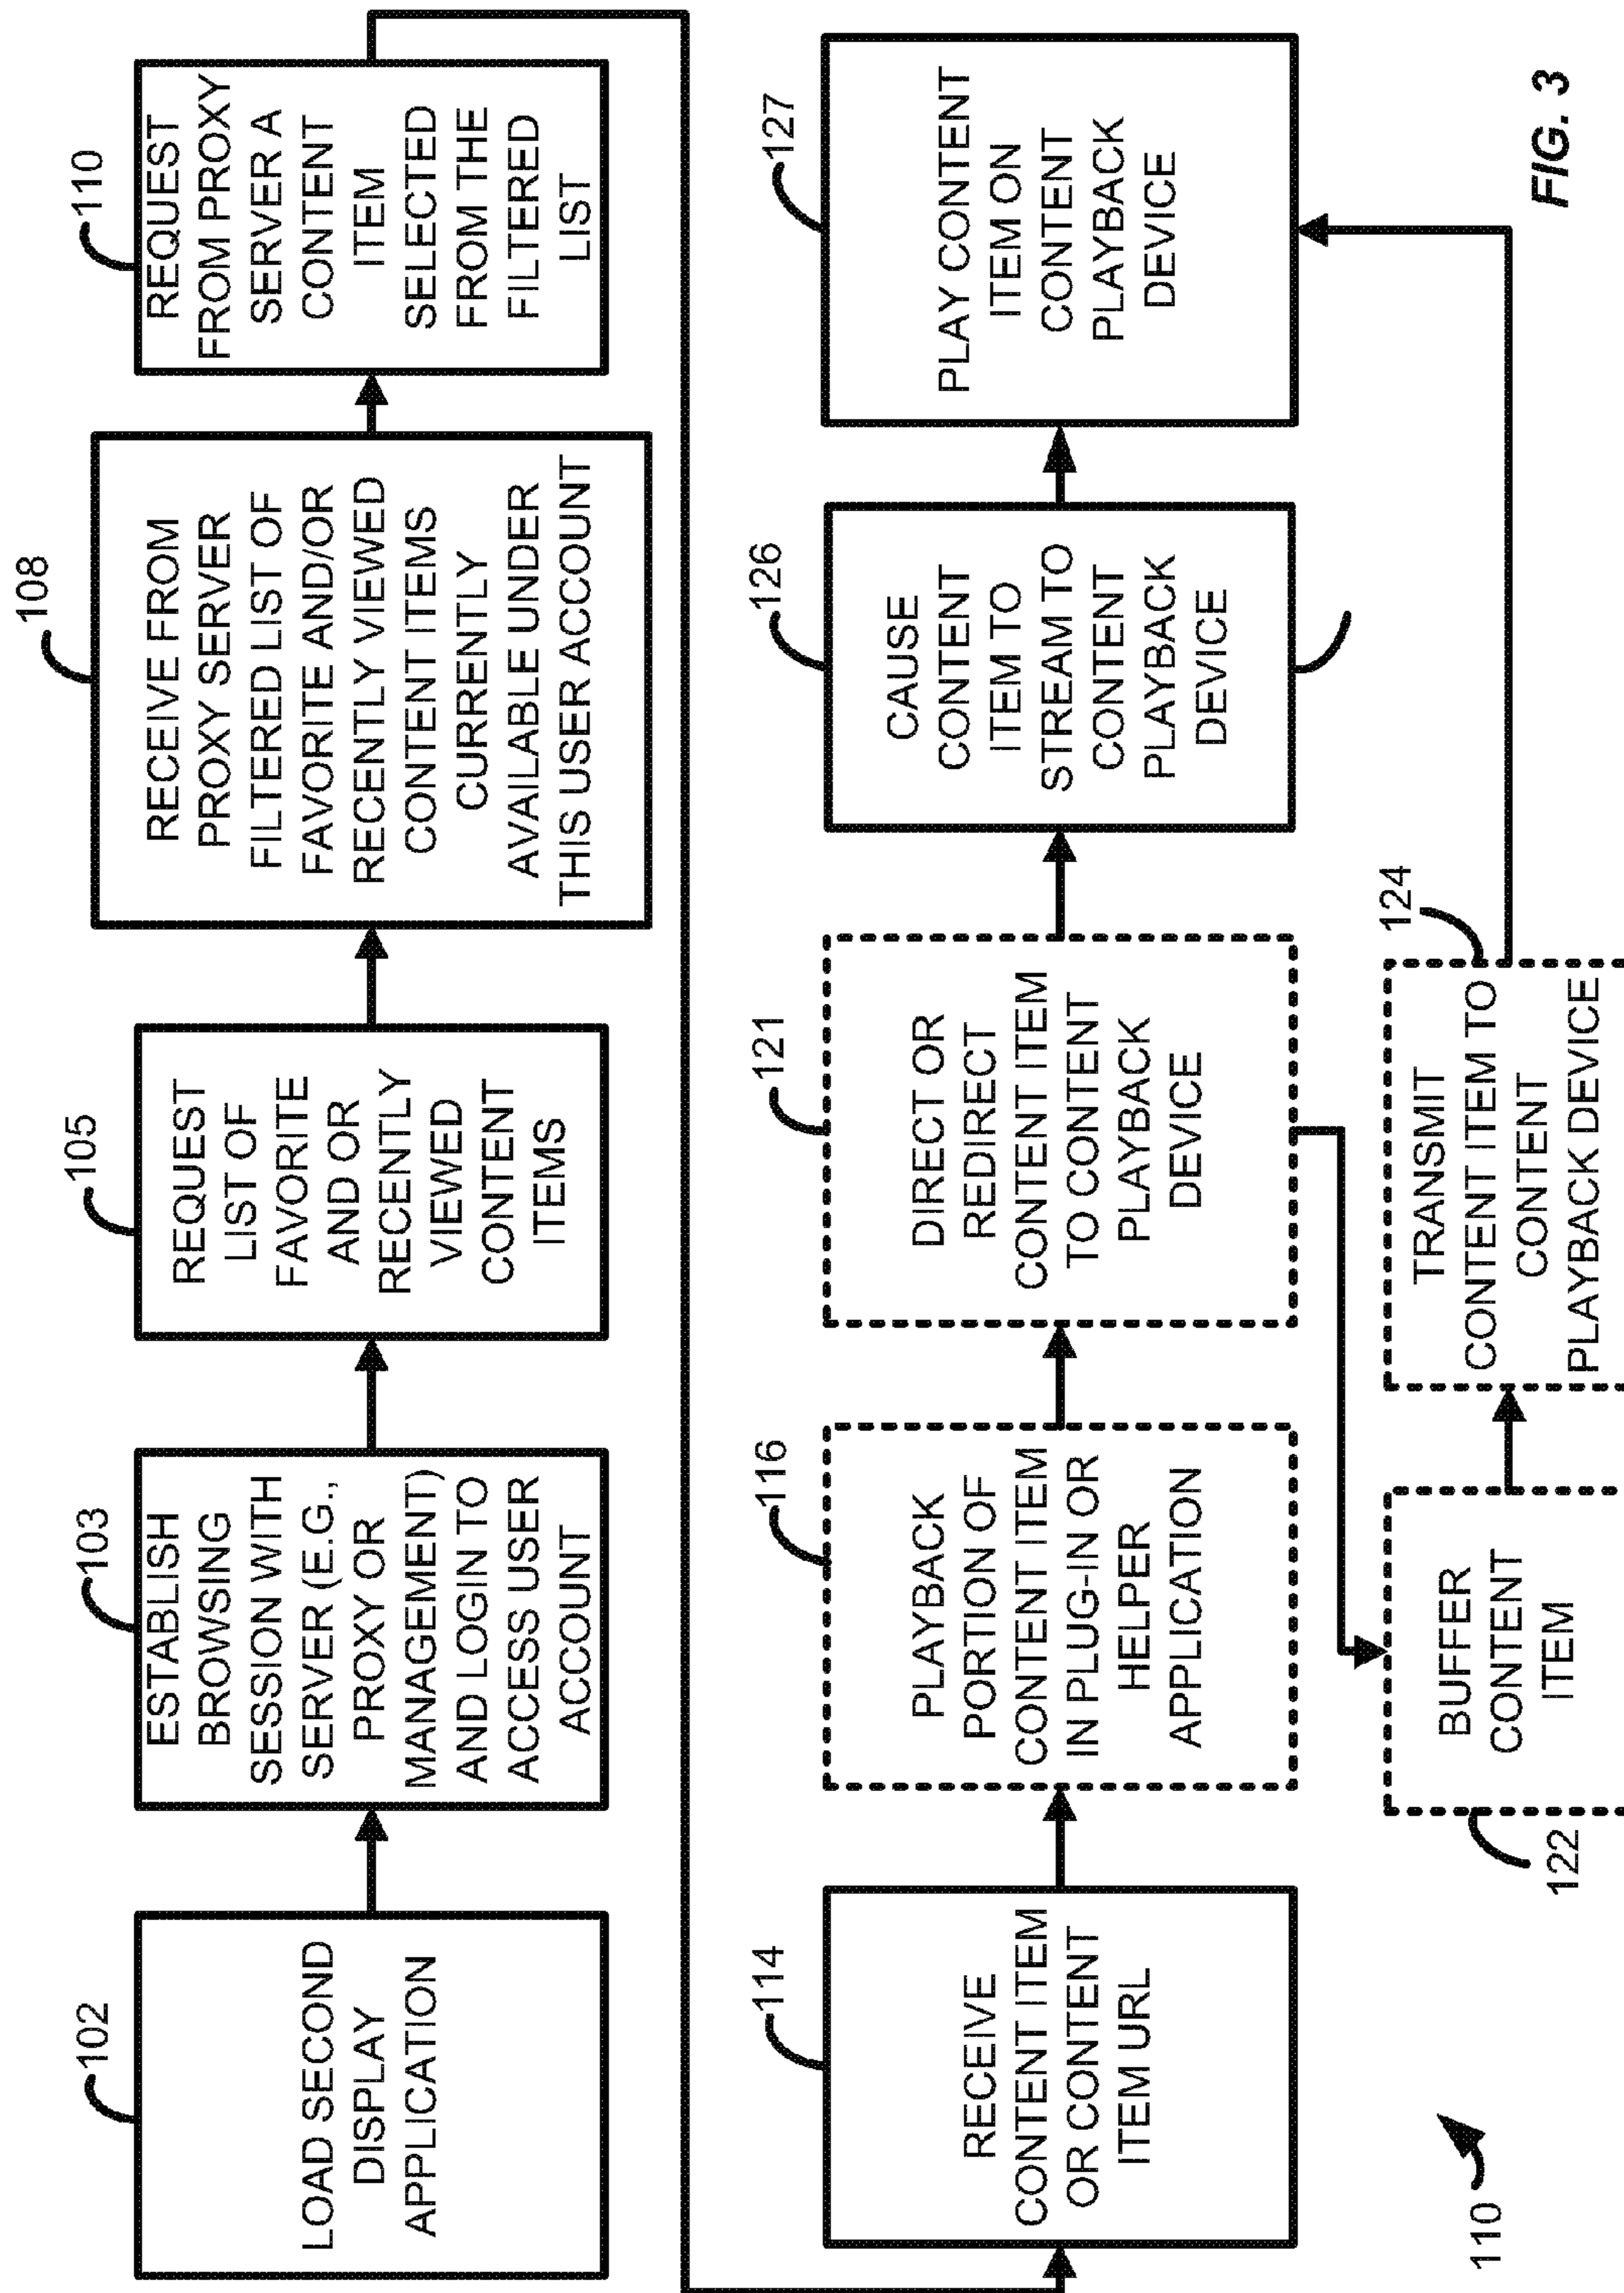 102
LOAD SECOND
DISPLAY
APPLICATION
103
ESTABLISH
BROWSING
SESSION WITH
SERVER (E.G.,
PROXY OR
MANAGEMENT)
AND LOGIN TO
ACCESS USER
ACCOUNT
105
REQUEST
LIST OF
FAVORITE
AND OR
RECENTLY
VIEWED
CONTENT
ITEMS
108
RECEIVE FROM
PROXY SERVER
FILTERED LIST OF
FAVORITE AND/OR
RECENTLY VIEWED
CONTENT ITEMS
CURRENTLY
AVAILABLE UNDER
THIS USER ACCOUNT
110
REQUEST
FROM PROXY
SERVER A
CONTENT
ITEM
SELECTED
FROM THE
FILTERED
LIST
114
RECEIVE
CONTENT ITEM
OR CONTENT
ITEM URL
116
PLAYBACK
PORTION OF
CONTENT ITEM
IN PLUG-IN OR
HELPER
APPLICATION
121
DIRECT OR
REDIRECT
CONTENT ITEM
TO CONTENT
PLAYBACK
DEVICE
126
CAUSE
CONTENT
ITEM TO
STREAM TO
CONTENT
PLAYBACK
DEVICE
127
PLAY CONTENT
ITEM ON
CONTENT
PLAYBACK
DEVICE
122
BUFFER
CONTENT
ITEM
124
TRANSMIT
CONTENT ITEM TO
CONTENT
PLAYBACK DEVICE
110
FIG. 3